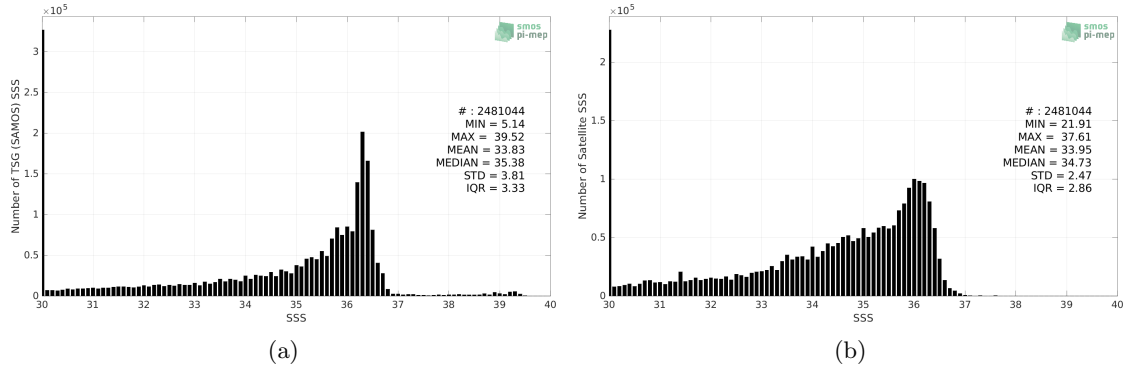 ×10⁵
smos
pi-mep
3
2.5
2
1.5
1
0.5
0
Number of TSG (SAMOS) SSS
# : 2481044
MIN = 5.14
MAX = 39.52
MEAN = 33.83
MEDIAN = 35.38
STD = 3.81
IQR = 3.33
30 31 32 33 34 35 36 37 38 39 40
SSS
(a)
×10⁵
smos
pi-mep
2
1.5
1
0.5
0
Number of Satellite SSS
# : 2481044
MIN = 21.91
MAX = 37.61
MEAN = 33.95
MEDIAN = 34.73
STD = 2.47
IQR = 2.86
30 31 32 33 34 35 36 37 38 39 40
SSS
(b)